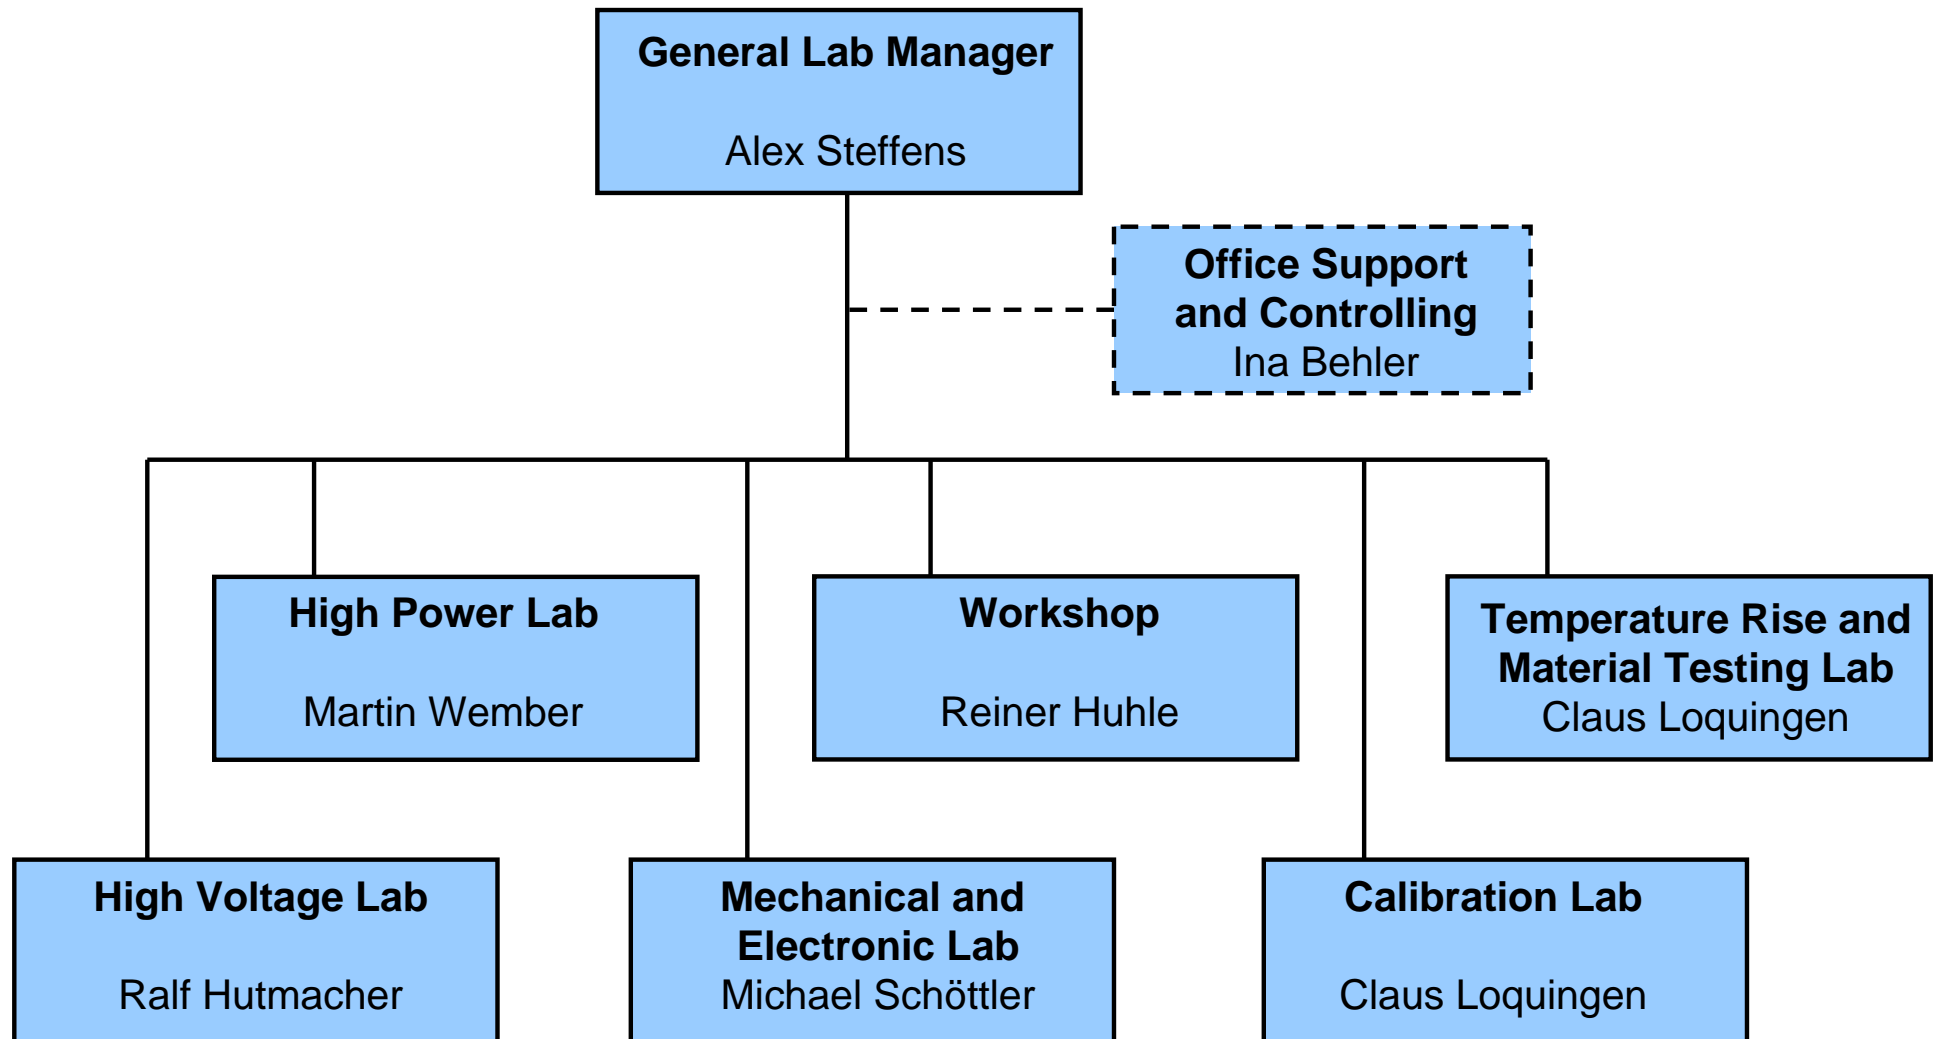 General Lab Manager
Alex Steffens
Office Support
and Controlling
Ina Behler
High Power Lab
Martin Wember
Workshop
Reiner Huhle
Temperature Rise and
Material Testing Lab
Claus Loquingen
High Voltage Lab
Ralf Hutmacher
Mechanical and
Electronic Lab
Michael Schöttler
Calibration Lab
Claus Loquingen